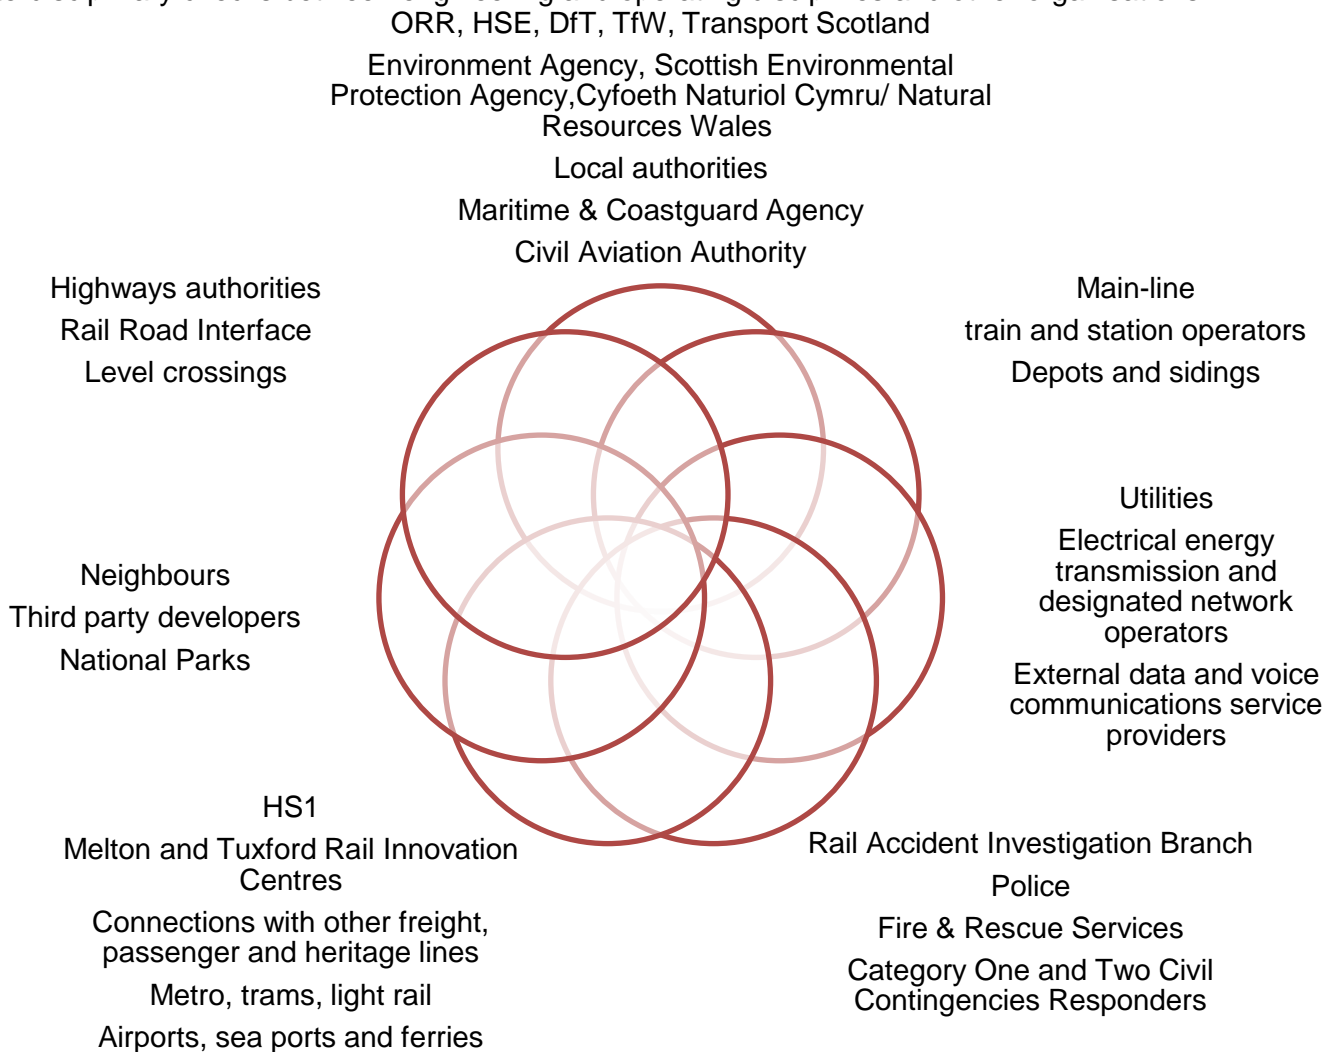 ORR, HSE, DfT, TfW, Transport Scotland
Environment Agency, Scottish Environmental
Protection Agency,Cyfoeth Naturiol Cymru/ Natural
Resources Wales
Local authorities
Maritime & Coastguard Agency
Civil Aviation Authority
Main-line
train and station operators
Depots and sidings
Utilities
Electrical energy
transmission and
designated network
operators
External data and voice
communications service
providers
Rail Accident Investigation Branch
Police
Fire & Rescue Services
Category One and Two Civil
Contingencies Responders
HS1
Melton and Tuxford Rail Innovation
Centres
Connections with other freight,
passenger and heritage lines
Metro, trams, light rail
Airports, sea ports and ferries
Neighbours
Third party developers
National Parks
Highways authorities
Rail Road Interface
Level crossings